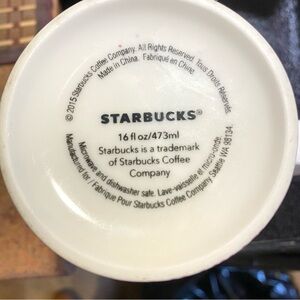 © 2015 Starbucks Coffee Company. All Rights Reserved. Tous Droits Réservés.
Made in China. Fabriqué en Chine.
STARBUCKS®
16 fl oz/473ml
Starbucks is a trademark
of Starbucks Coffee
Company
Microwave and dishwasher safe. Lave-vaisselle et micro-onde.
Manufactured for / Fabriqué Pour Starbucks Coffee Company, Seattle WA 98134